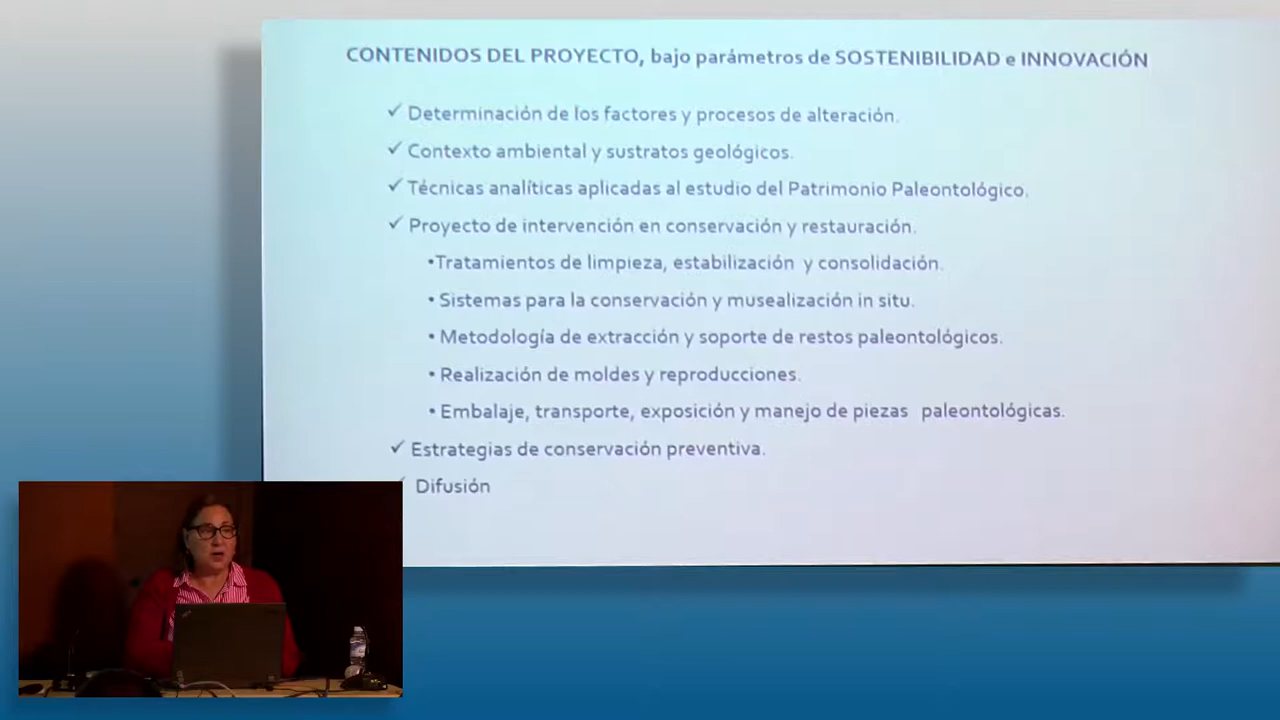 CONTENIDOS DEL PROYECTO, bajo parámetros de SOSTENIBILIDAD e INNOVACIÓN
✓ Determinación de los factores y procesos de alteración.
✓ Contexto ambiental y sustratos geológicos.
✓ Técnicas analíticas aplicadas al estudio del Patrimonio Paleontológico.
✓ Proyecto de intervención en conservación y restauración.
•Tratamientos de limpieza, estabilización y consolidación.
• Sistemas para la conservación y musealización in situ.
• Metodología de extracción y soporte de restos paleontológicos.
• Realización de moldes y reproducciones.
• Embalaje, transporte, exposición y manejo de piezas paleontológicas.
✓ Estrategias de conservación preventiva.
Difusión